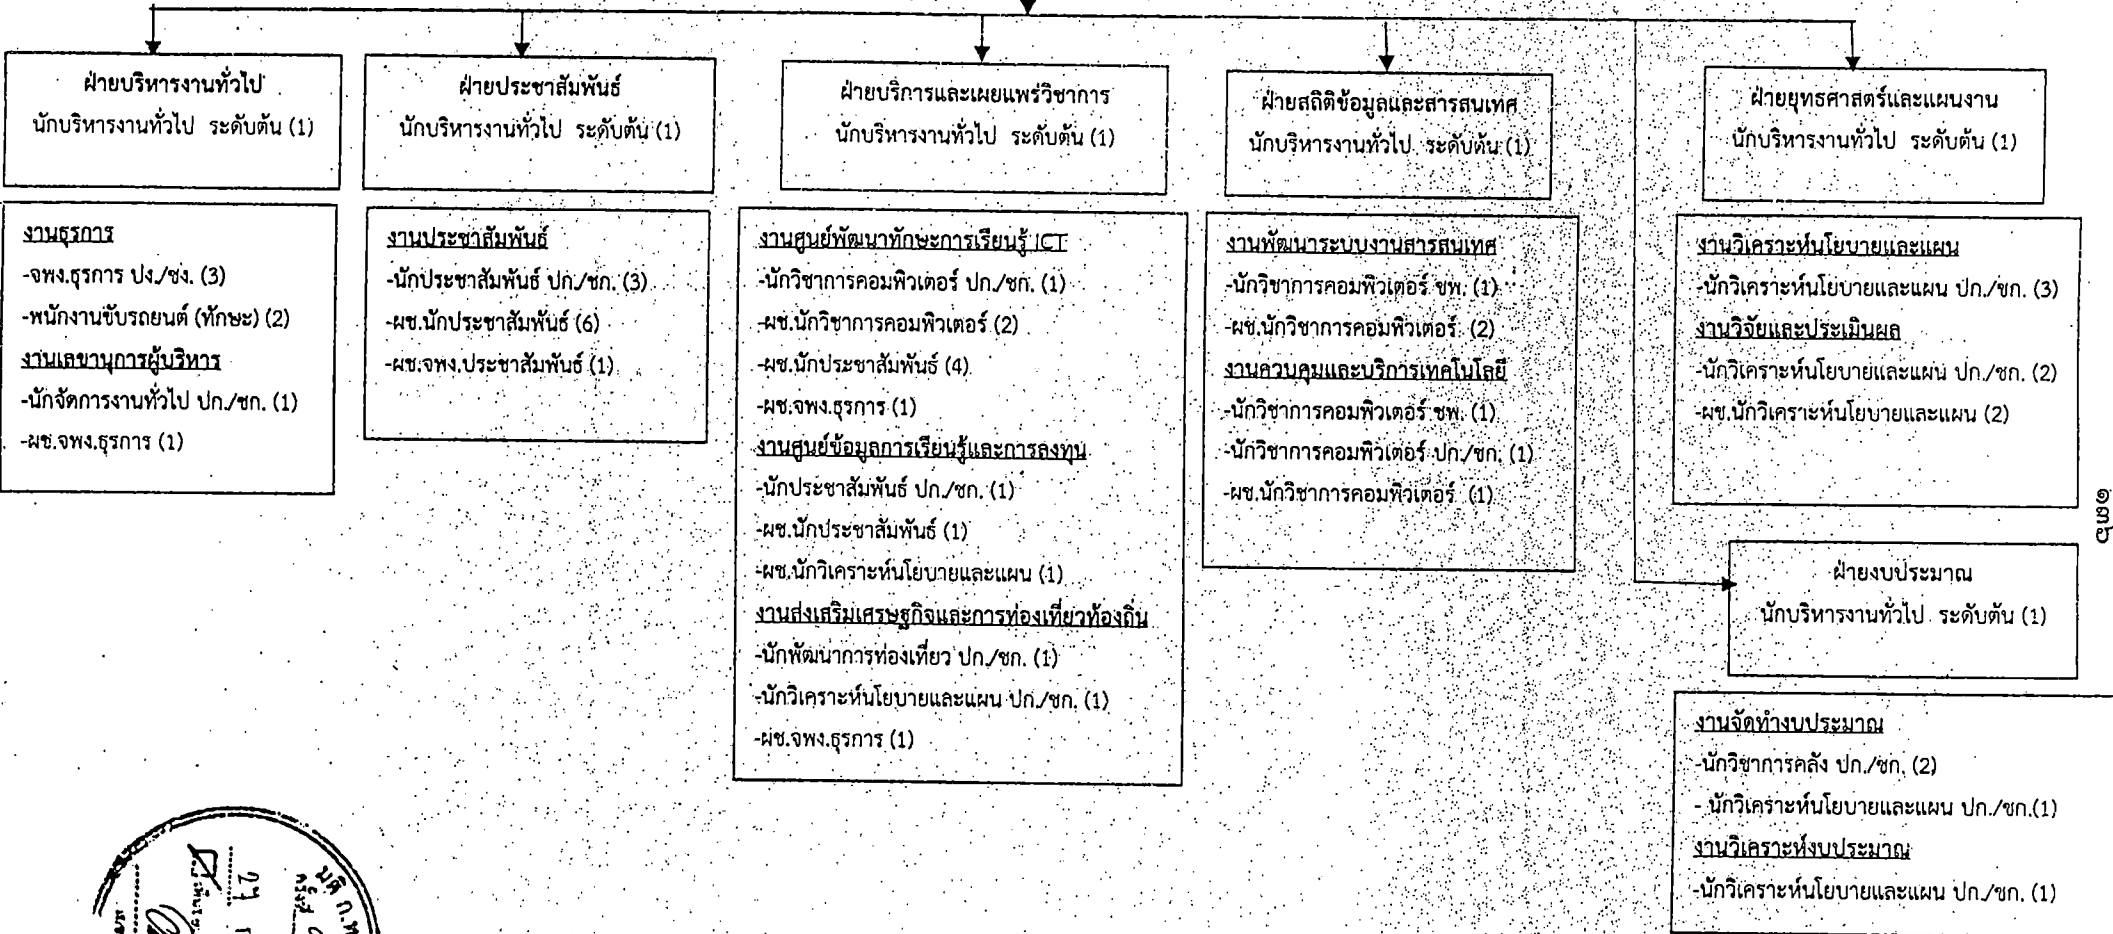 ฝ่ายบริหารงานทั่วไป
นักบริหารงานทั่วไป ระดับต้น (1)
งานธุรการ
-จพง.ธุรการ ปง./ชง. (3)
-พนักงานขับรถยนต์ (ทักษะ) (2)
งานเลขานุการผู้บริหาร
-นักจัดการงานทั่วไป ปก./ชก. (1)
-ผช.จพง.ธุรการ (1)
ฝ่ายประชาสัมพันธ์
นักบริหารงานทั่วไป ระดับต้น (1)
งานประชาสัมพันธ์
-นักประชาสัมพันธ์ ปก./ชก. (3)
-ผช.นักประชาสัมพันธ์ (6)
-ผช.จพง.ประชาสัมพันธ์ (1)
ฝ่ายบริการและเผยแพร่วิชาการ
นักบริหารงานทั่วไป ระดับต้น (1)
งานศูนย์พัฒนาทักษะการเรียนรู้ ICT
-นักวิชาการคอมพิวเตอร์ ปก./ชก. (1)
-ผช.นักวิชาการคอมพิวเตอร์ (2)
-ผช.นักประชาสัมพันธ์ (4)
-ผช.จพง.ธุรการ (1)
งานศูนย์ข้อมูลการเรียนรู้และการลงทุน
-นักประชาสัมพันธ์ ปก./ชก. (1)
-ผช.นักประชาสัมพันธ์ (1)
-ผช.นักวิเคราะห์นโยบายและแผน (1)
งานส่งเสริมเศรษฐกิจและการท่องเที่ยวท้องถิ่น
-นักพัฒนาการท่องเที่ยว ปก./ชก. (1)
-นักวิเคราะห์นโยบายและแผน ปก./ชก. (1)
-ผช.จพง.ธุรการ (1)
ฝ่ายสถิติข้อมูลและสารสนเทศ
นักบริหารงานทั่วไป ระดับต้น (1)
งานพัฒนาระบบงานสารสนเทศ
-นักวิชาการคอมพิวเตอร์ ชพ. (1)
-ผช.นักวิชาการคอมพิวเตอร์ (2)
งานควบคุมและบริการเทคโนโลยี
-นักวิชาการคอมพิวเตอร์ ชพ. (1)
-นักวิชาการคอมพิวเตอร์ ปก./ชก. (1)
-ผช.นักวิชาการคอมพิวเตอร์ (1)
ฝ่ายยุทธศาสตร์และแผนงาน
นักบริหารงานทั่วไป ระดับต้น (1)
งานวิเคราะห์นโยบายและแผน
-นักวิเคราะห์นโยบายและแผน ปก./ชก. (3)
งานวิจัยและประเมินผล
-นักวิเคราะห์นโยบายและแผน ปก./ชก. (2)
-ผช.นักวิเคราะห์นโยบายและแผน (2)
ฝ่ายงบประมาณ
นักบริหารงานทั่วไป ระดับต้น (1)
งานจัดทำงบประมาณ
-นักวิชาการคลัง ปก./ชก. (2)
- นักวิเคราะห์นโยบายและแผน ปก./ชก.(1)
งานวิเคราะห์งบประมาณ
-นักวิเคราะห์นโยบายและแผน ปก./ชก. (1)
๑๓๖
มติ ก.ท
ครั้งที่
27